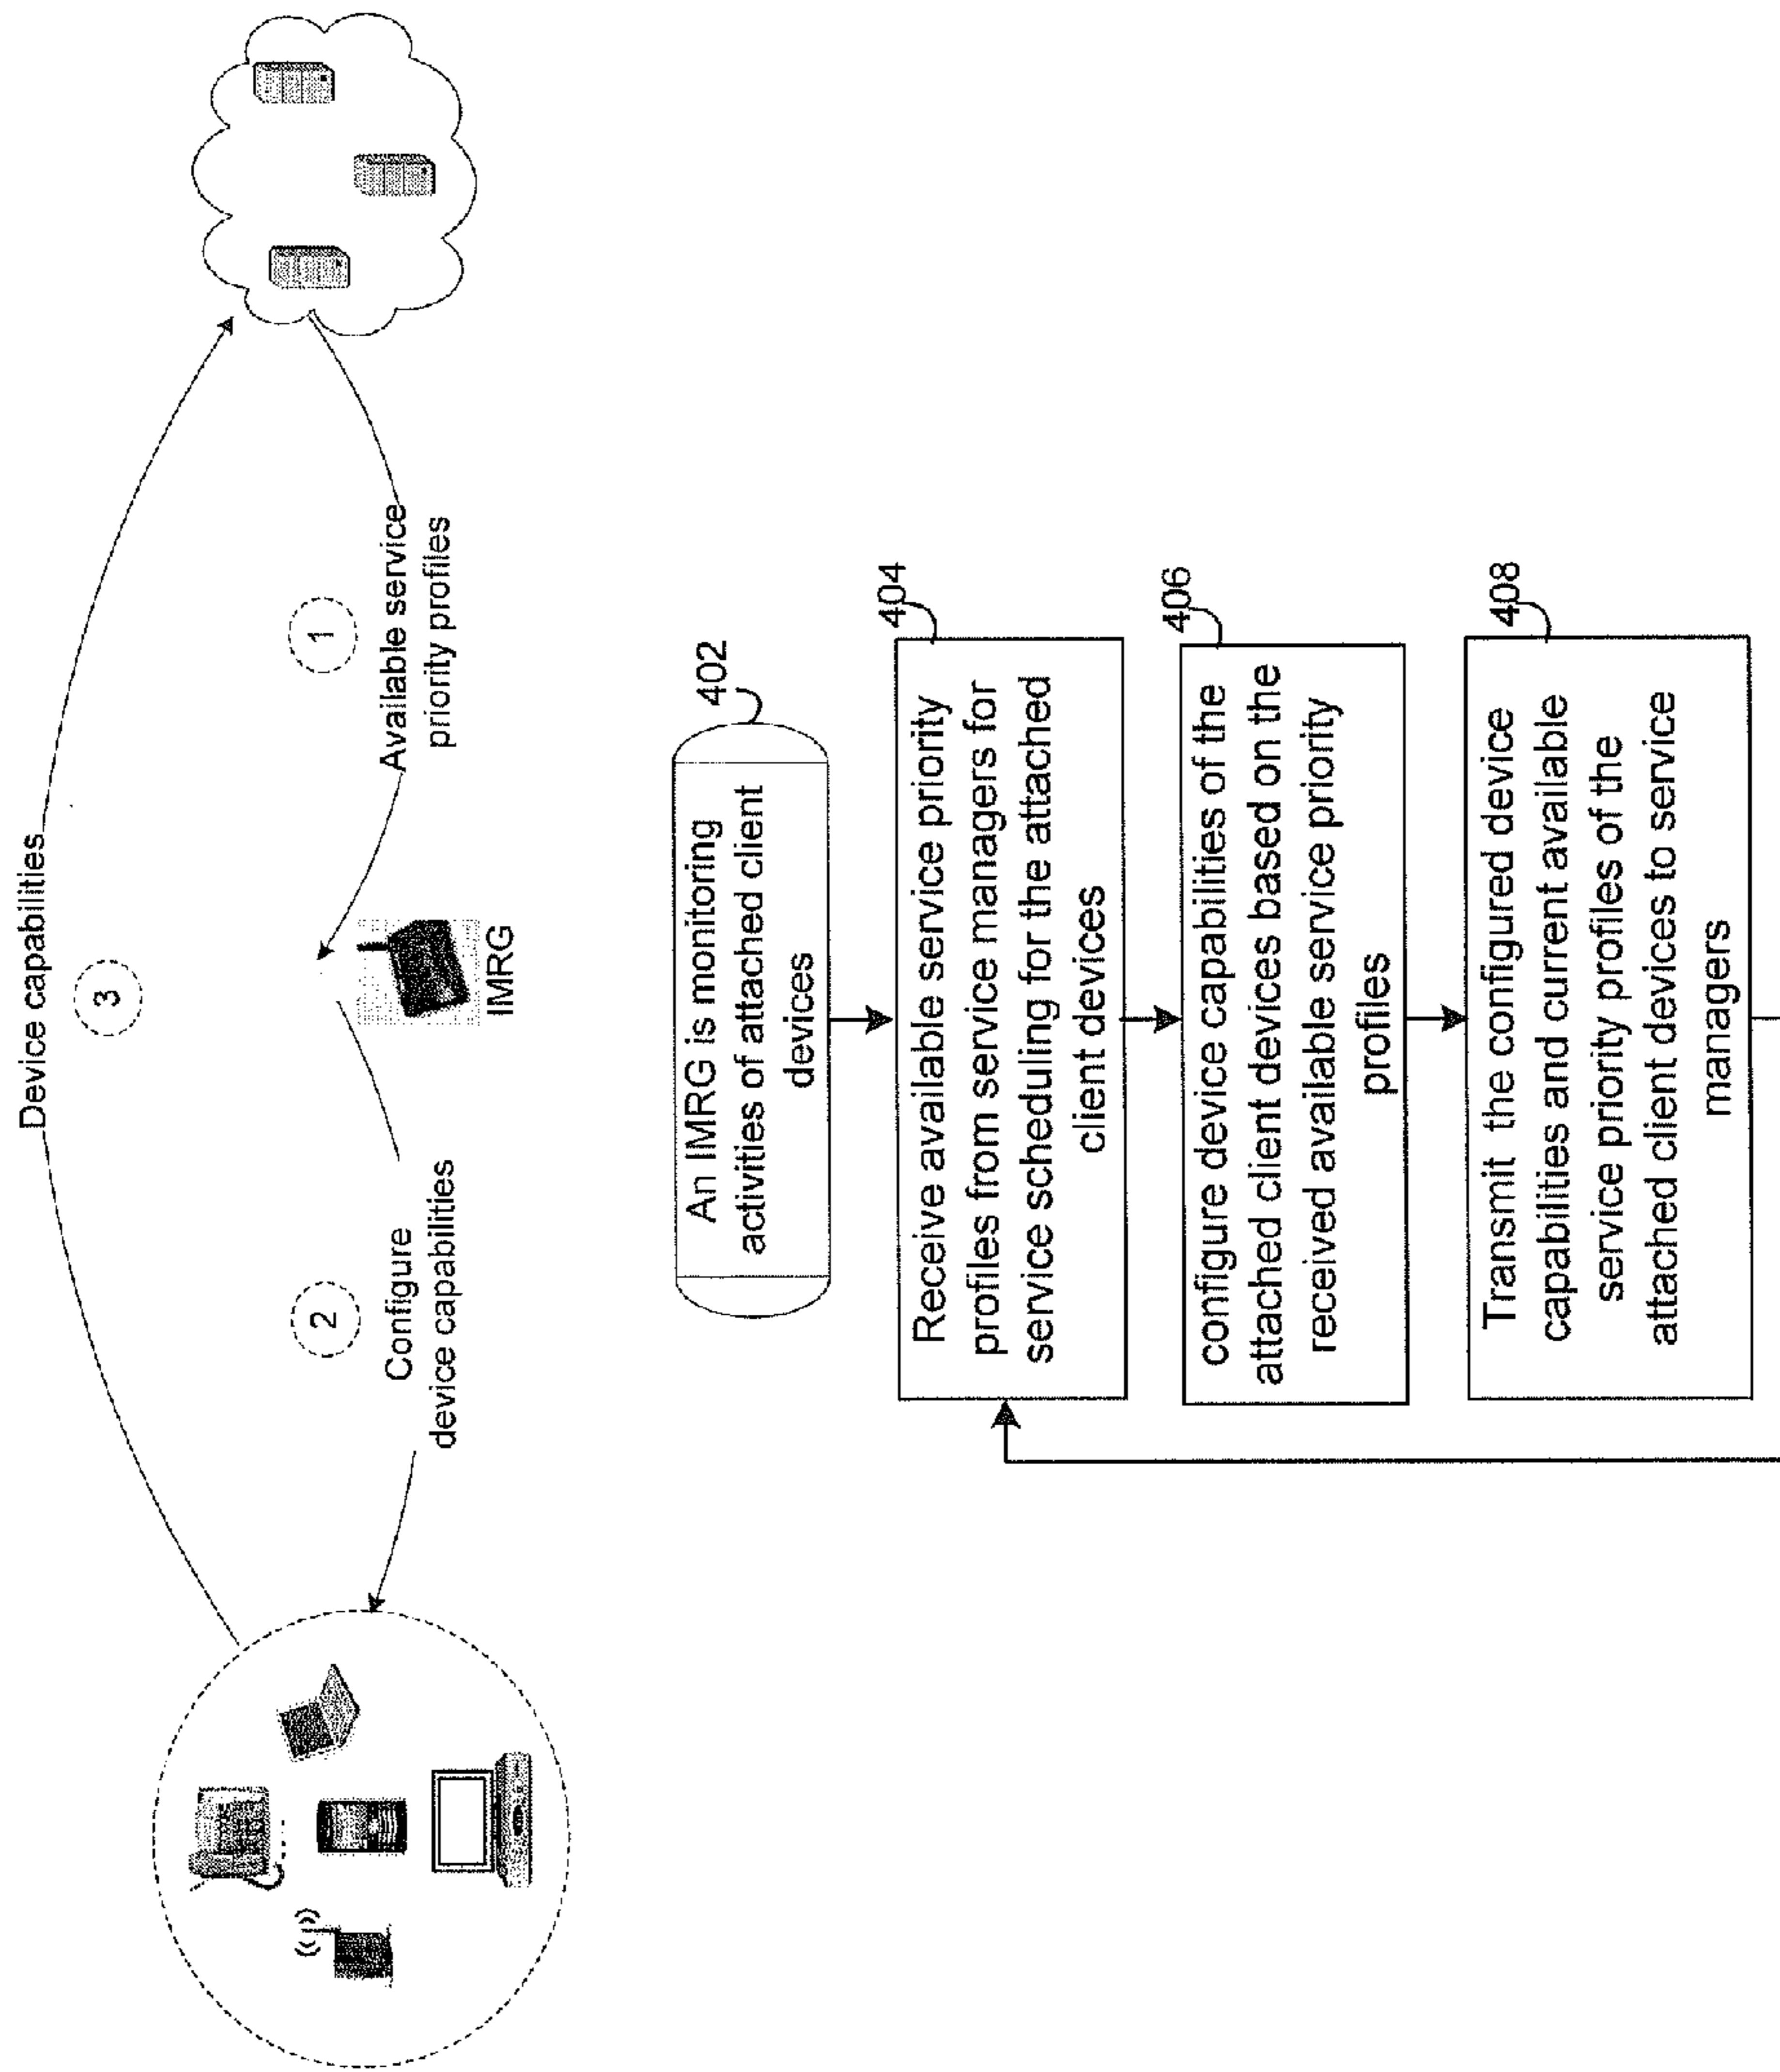 Device capabilities
3
2
1
Configure
device capabilities
IMRG
Available service
priority profiles
402
An IMRG is monitoring
activities of attached client
devices
404
Receive available service priority
profiles from service managers for
service scheduling for the attached
client devices
406
configure device capabilities of the
attached client devices based on the
received available service priority
profiles
408
Transmit the configured device
capabilities and current available
service priority profiles of the
attached client devices to service
managers